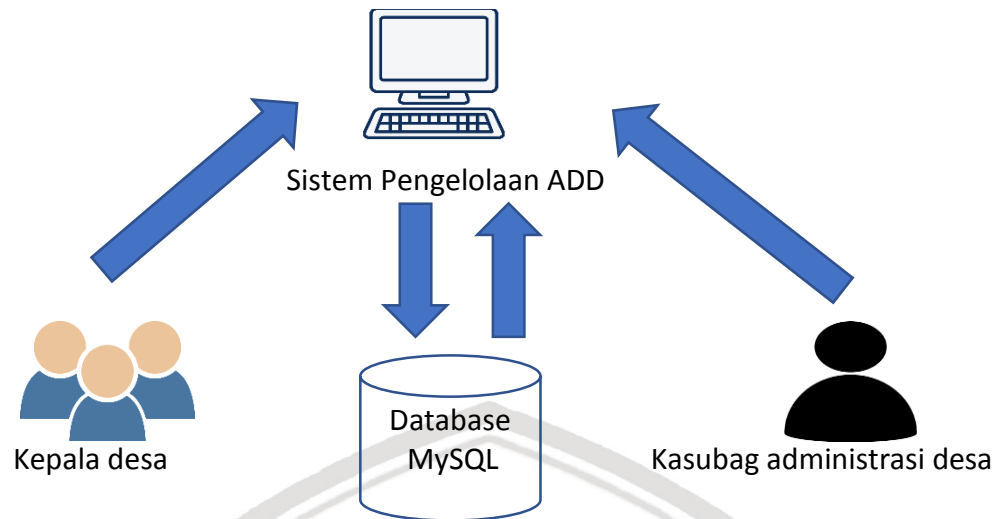 Sistem Pengelolaan ADD
Database
MySQL
Kepala desa
Kasubag administrasi desa